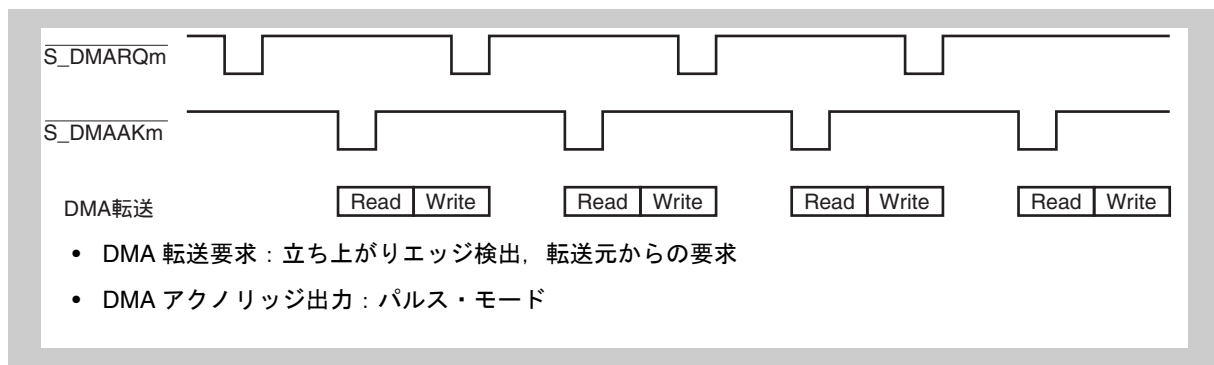 S_DMARQm
S_DMAAKm
DMA転送 Read Write Read Write Read Write Read Write
• DMA 転送要求：立ち上がりエッジ検出，転送元からの要求
• DMA アクノリッジ出力：パルス・モード